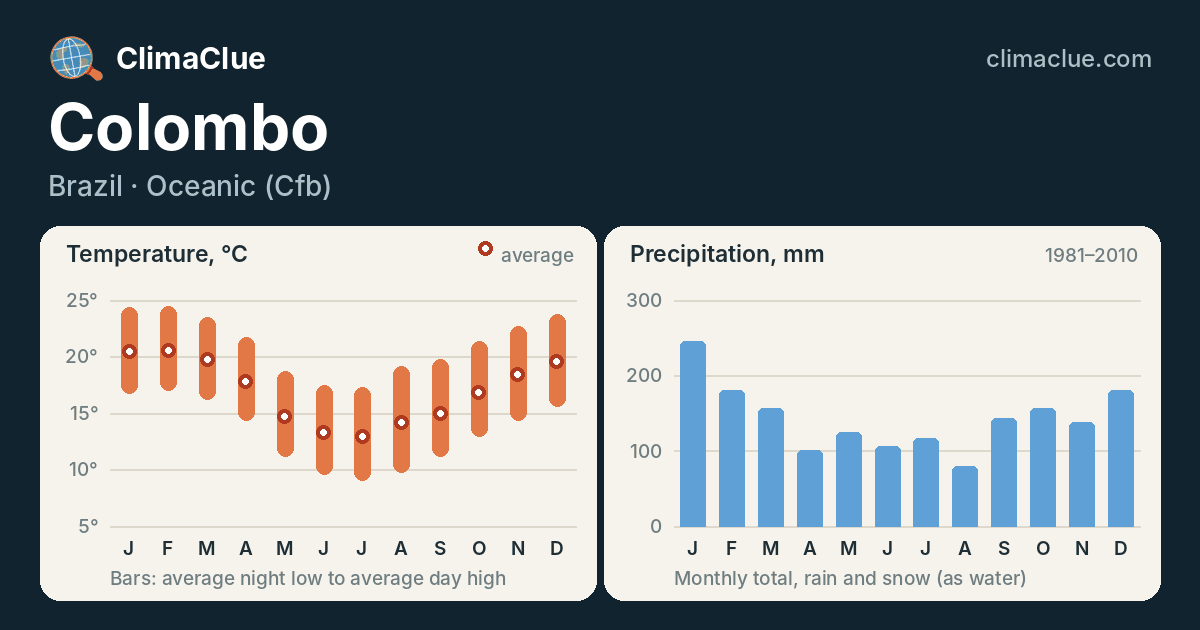 ClimaClue
climaclue.com
Colombo
Brazil · Oceanic (Cfb)
Temperature, °C
average
25°
20°
15°
10°
5°
J F M A M J J A S O N D
Bars: average night low to average day high
Precipitation, mm
1981–2010
300
200
100
0
J F M A M J J A S O N D
Monthly total, rain and snow (as water)